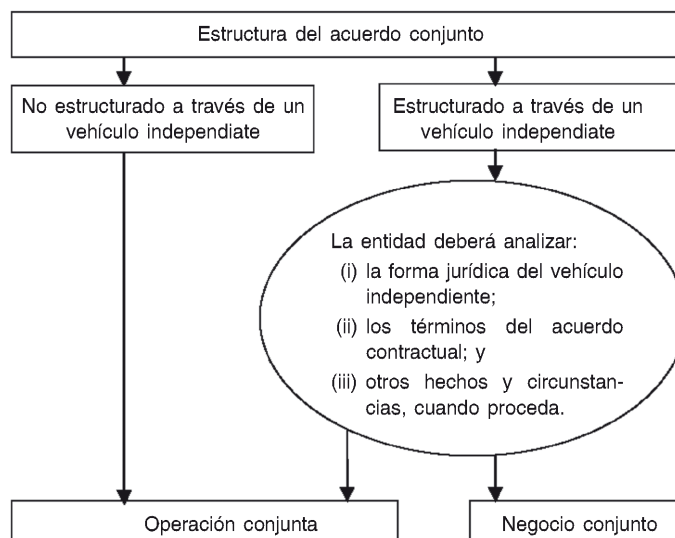 Estructura del acuerdo conjunto
No estructurado a través de un
vehículo independiate
Estructurado a través de un
vehículo independiate
La entidad deberá analizar:
(i) la forma jurídica del vehículo
independiente;
(ii) los términos del acuerdo
contractual; y
(iii) otros hechos y circunstan-
cias, cuando proceda.
Operación conjunta
Negocio conjunto